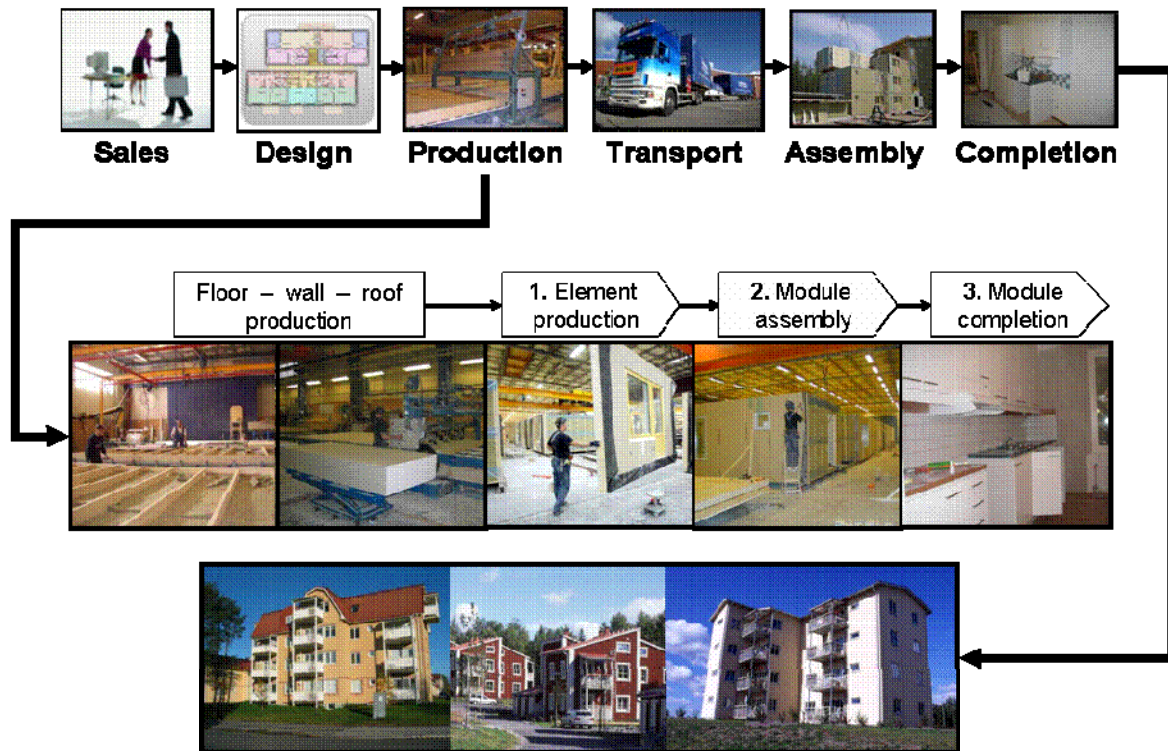 Sales Design Production Transport Assembly Completion
Floor – wall – roof
production
1. Element
production
2. Module
assembly
3. Module
completion